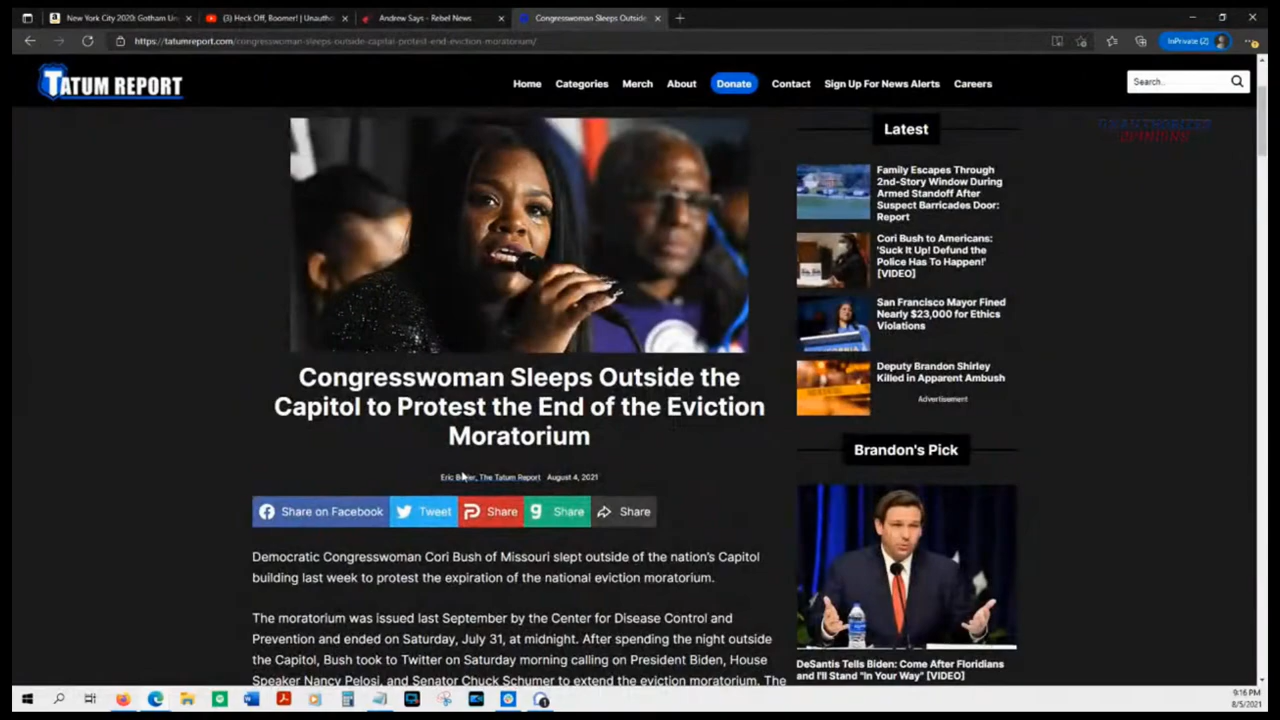 New York City 2020: Gotham Un
(3) Heck Off, Boomer! | Unautho
Andrew Says - Rebel News
Congresswoman Sleeps Outside
https://tatumreport.com/congresswoman-sleeps-outside-capital-protest-end-eviction-moratorium/
InPrivate (2)
TATUM REPORT
Home Categories Merch About Donate Contact Sign Up For News Alerts Careers
Search..
OPINIONS
Congresswoman Sleeps Outside the
Capitol to Protest the End of the Eviction
Moratorium
Eric The Tatum Report August 4, 2021
Share on Facebook Tweet Share Share Share
Democratic Congresswoman Cori Bush of Missouri slept outside of the nation's Capitol
building last week to protest the expiration of the national eviction moratorium.
The moratorium was issued last September by the Center for Disease Control and
Prevention and ended on Saturday, July 31, at midnight. After spending the night outside
the Capitol, Bush took to Twitter on Saturday morning calling on President Biden, House
Speaker Nancy Pelosi, and Senator Chuck Schumer to extend the eviction moratorium. The
Latest
Family Escapes Through
2nd-Story Window During
Armed Standoff After
Suspect Barricades Door:
Report
Cori Bush to Americans:
'Suck It Up! Defund the
Police Has To Happen!'
[VIDEO]
San Francisco Mayor Fined
Nearly $23,000 for Ethics
Violations
Deputy Brandon Shirley
Killed in Apparent Ambush
Advertisement
Brandon's Pick
DeSantis Tells Biden: Come After Floridians
and I'll Stand "In Your Way" [VIDEO]
9:16 PM
8/5/2021